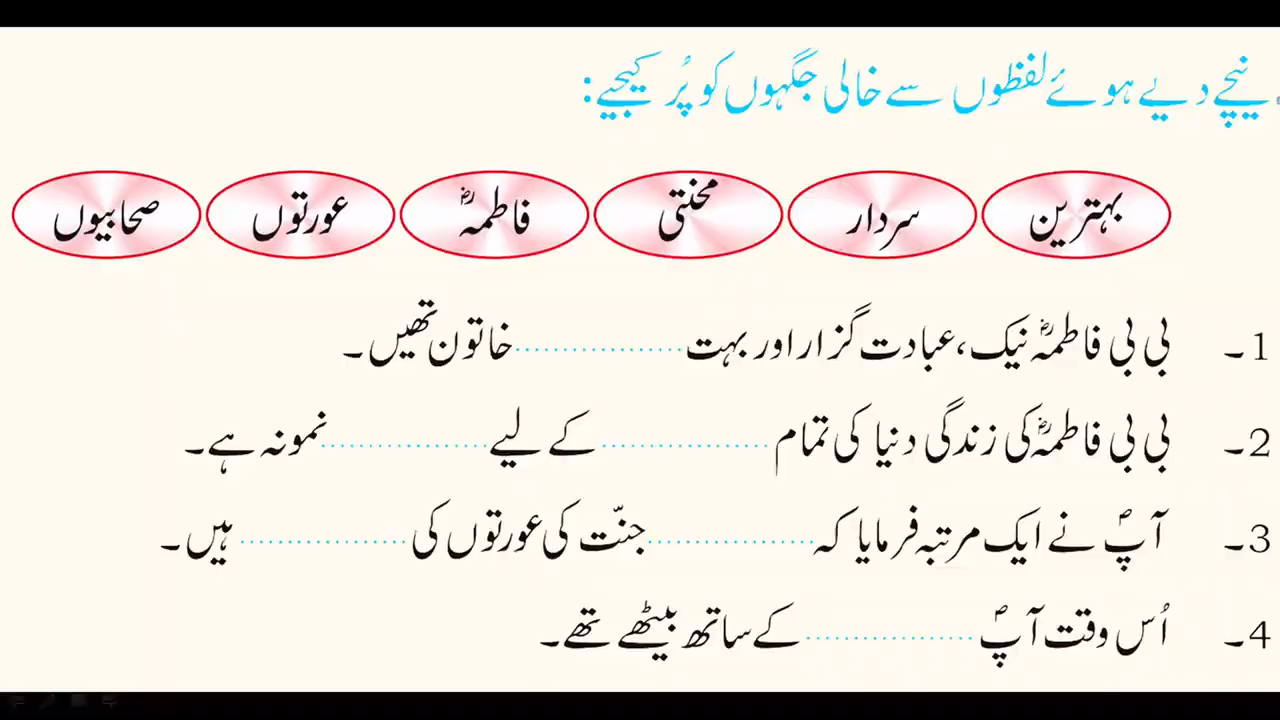 نیچے دیے ہوئے لفظوں سے خالی جگہوں کو پُر کیجیے:
بہترین سردار محنتی فاطمہؓ عورتوں صحابیوں
1۔ بی بی فاطمہؓ نیک، عبادت گزار اور بہت .................. خاتون تھیں۔
2۔ بی بی فاطمہؓ کی زندگی دنیا کی تمام .................. کے لیے .................. نمونہ ہے۔
3۔ آپؐ نے ایک مرتبہ فرمایا کہ .................. جنّت کی عورتوں کی .................. ہیں۔
4۔ اُس وقت آپؐ .................. کے ساتھ بیٹھے تھے۔